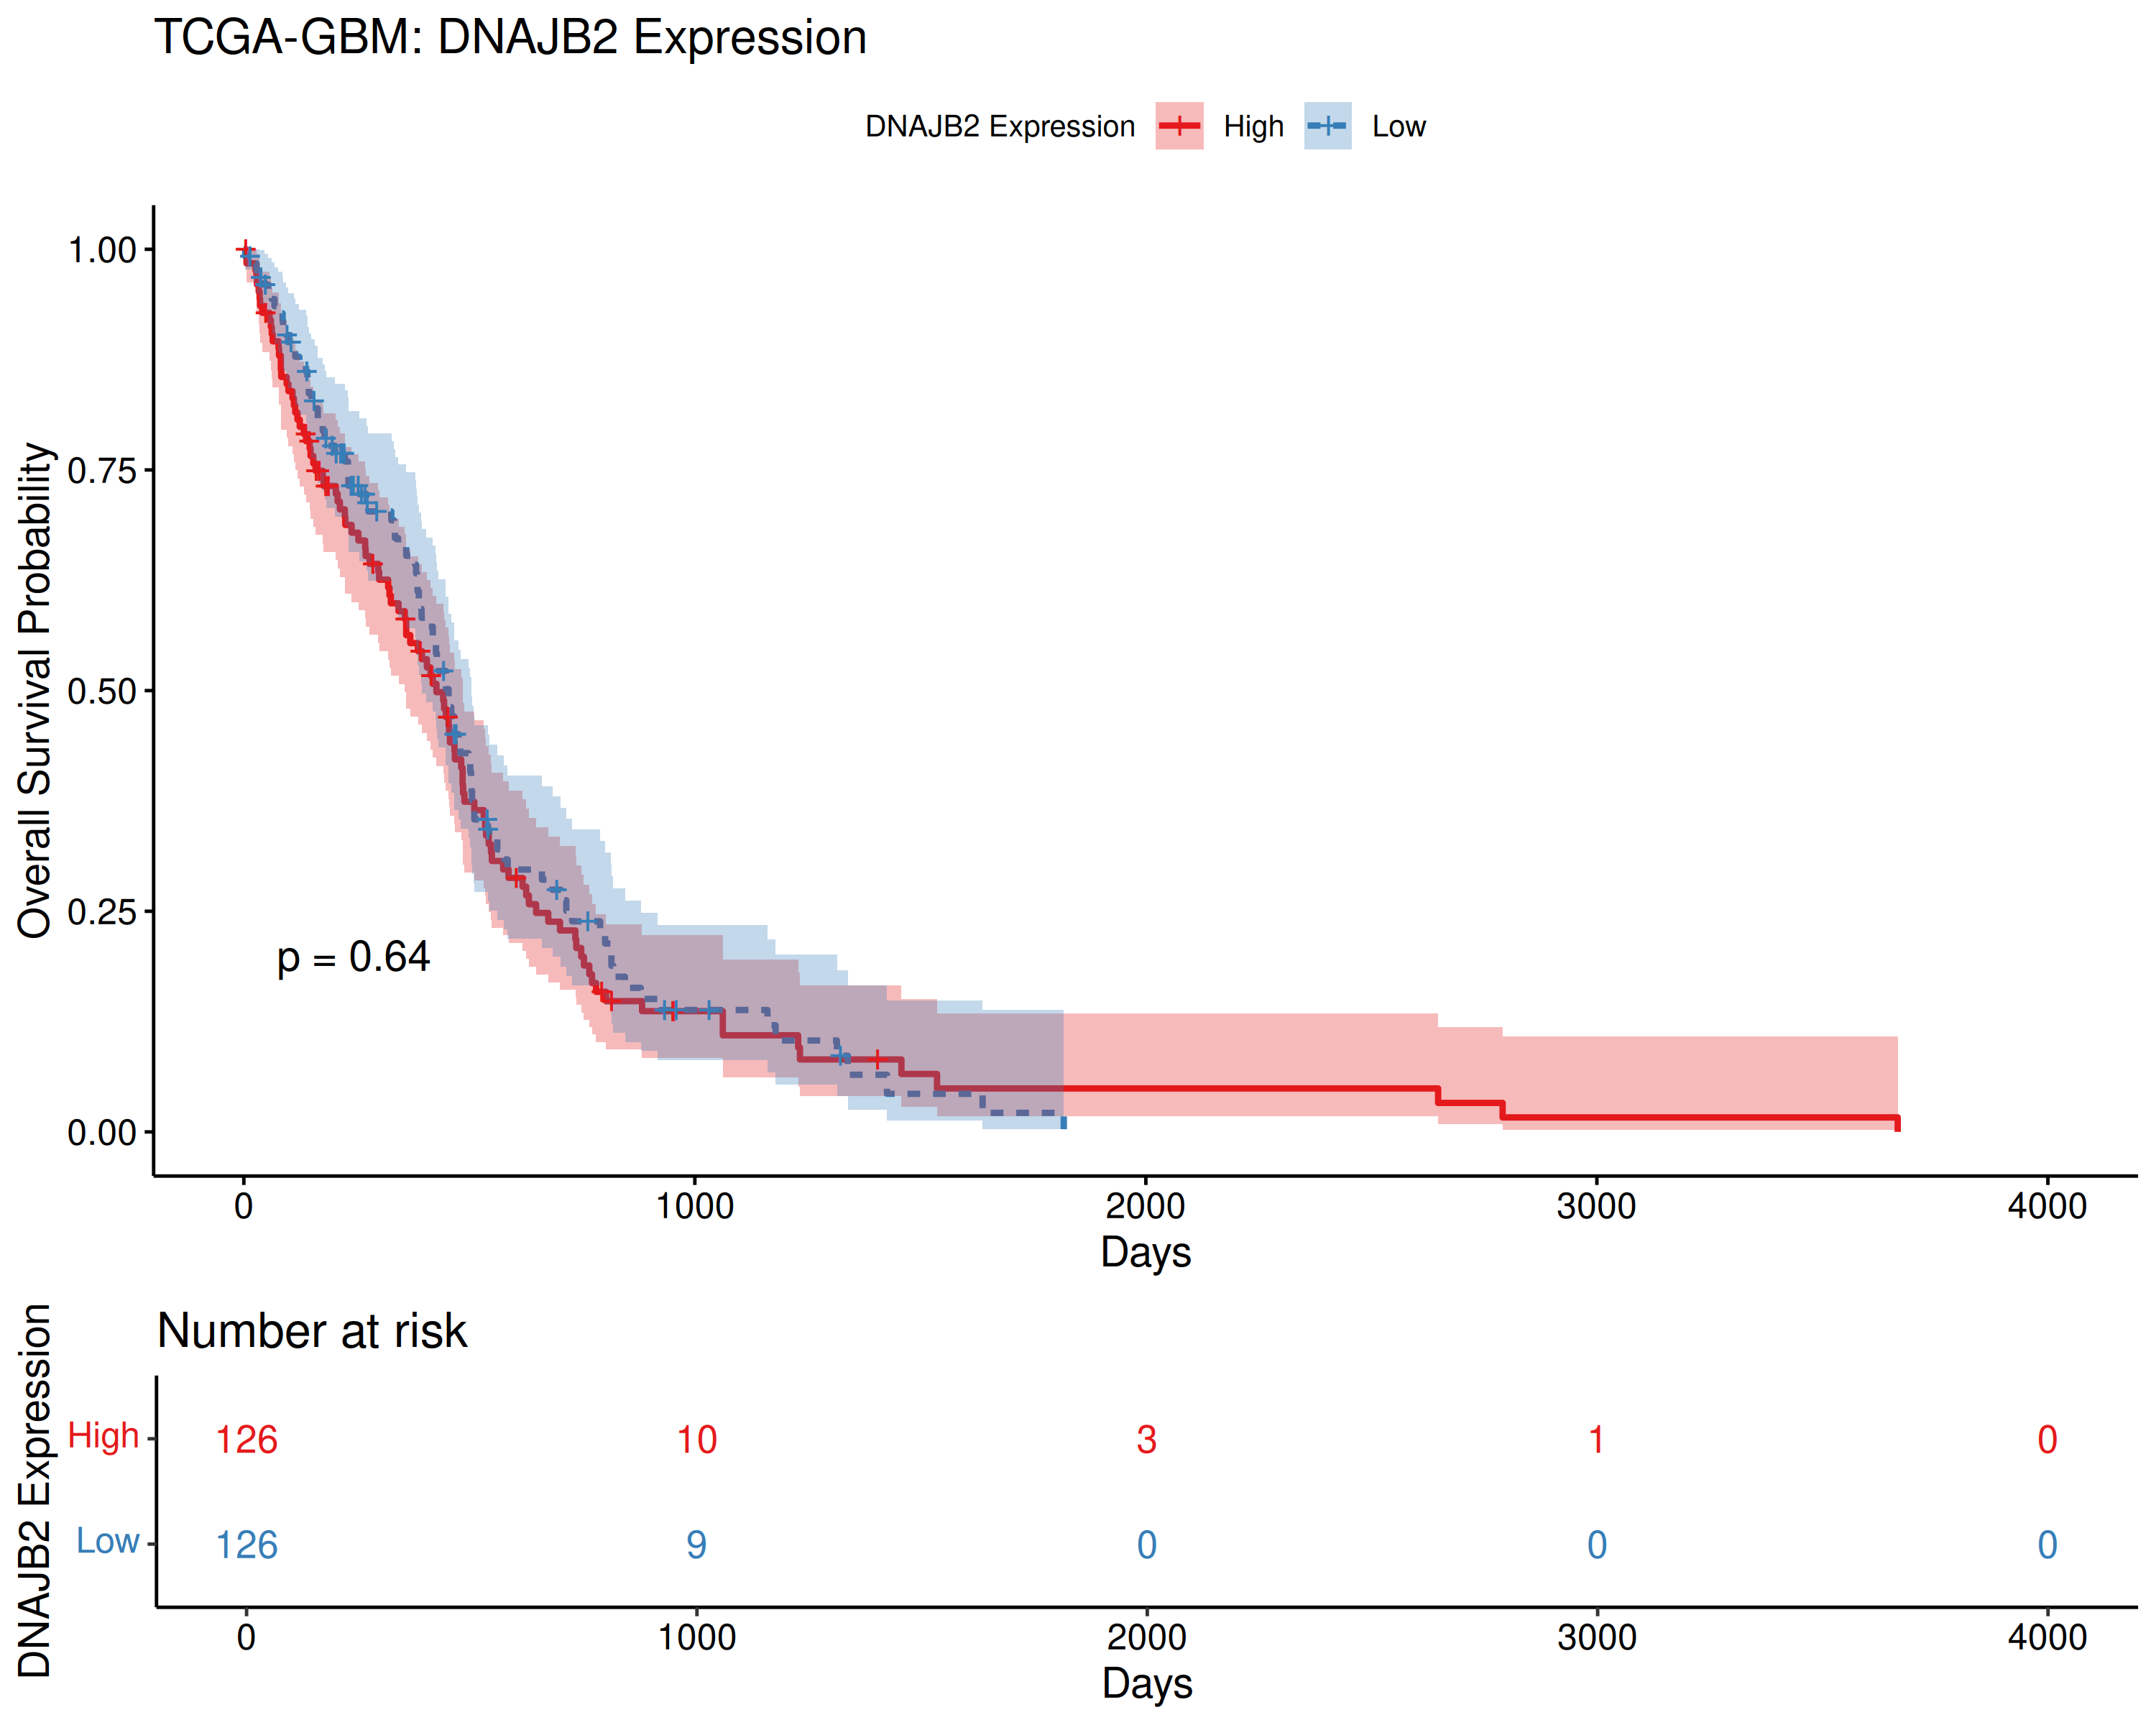 TCGA-GBM: DNAJB2 Expression
DNAJB2 Expression High Low
Overall Survival Probability
1.00
0.75
0.50
0.25
0.00
p = 0.64
0 1000 2000 3000 4000
Days
Number at risk
DNAJB2 Expression
High 126 10 3 1 0
Low 126 9 0 0 0
0 1000 2000 3000 4000
Days